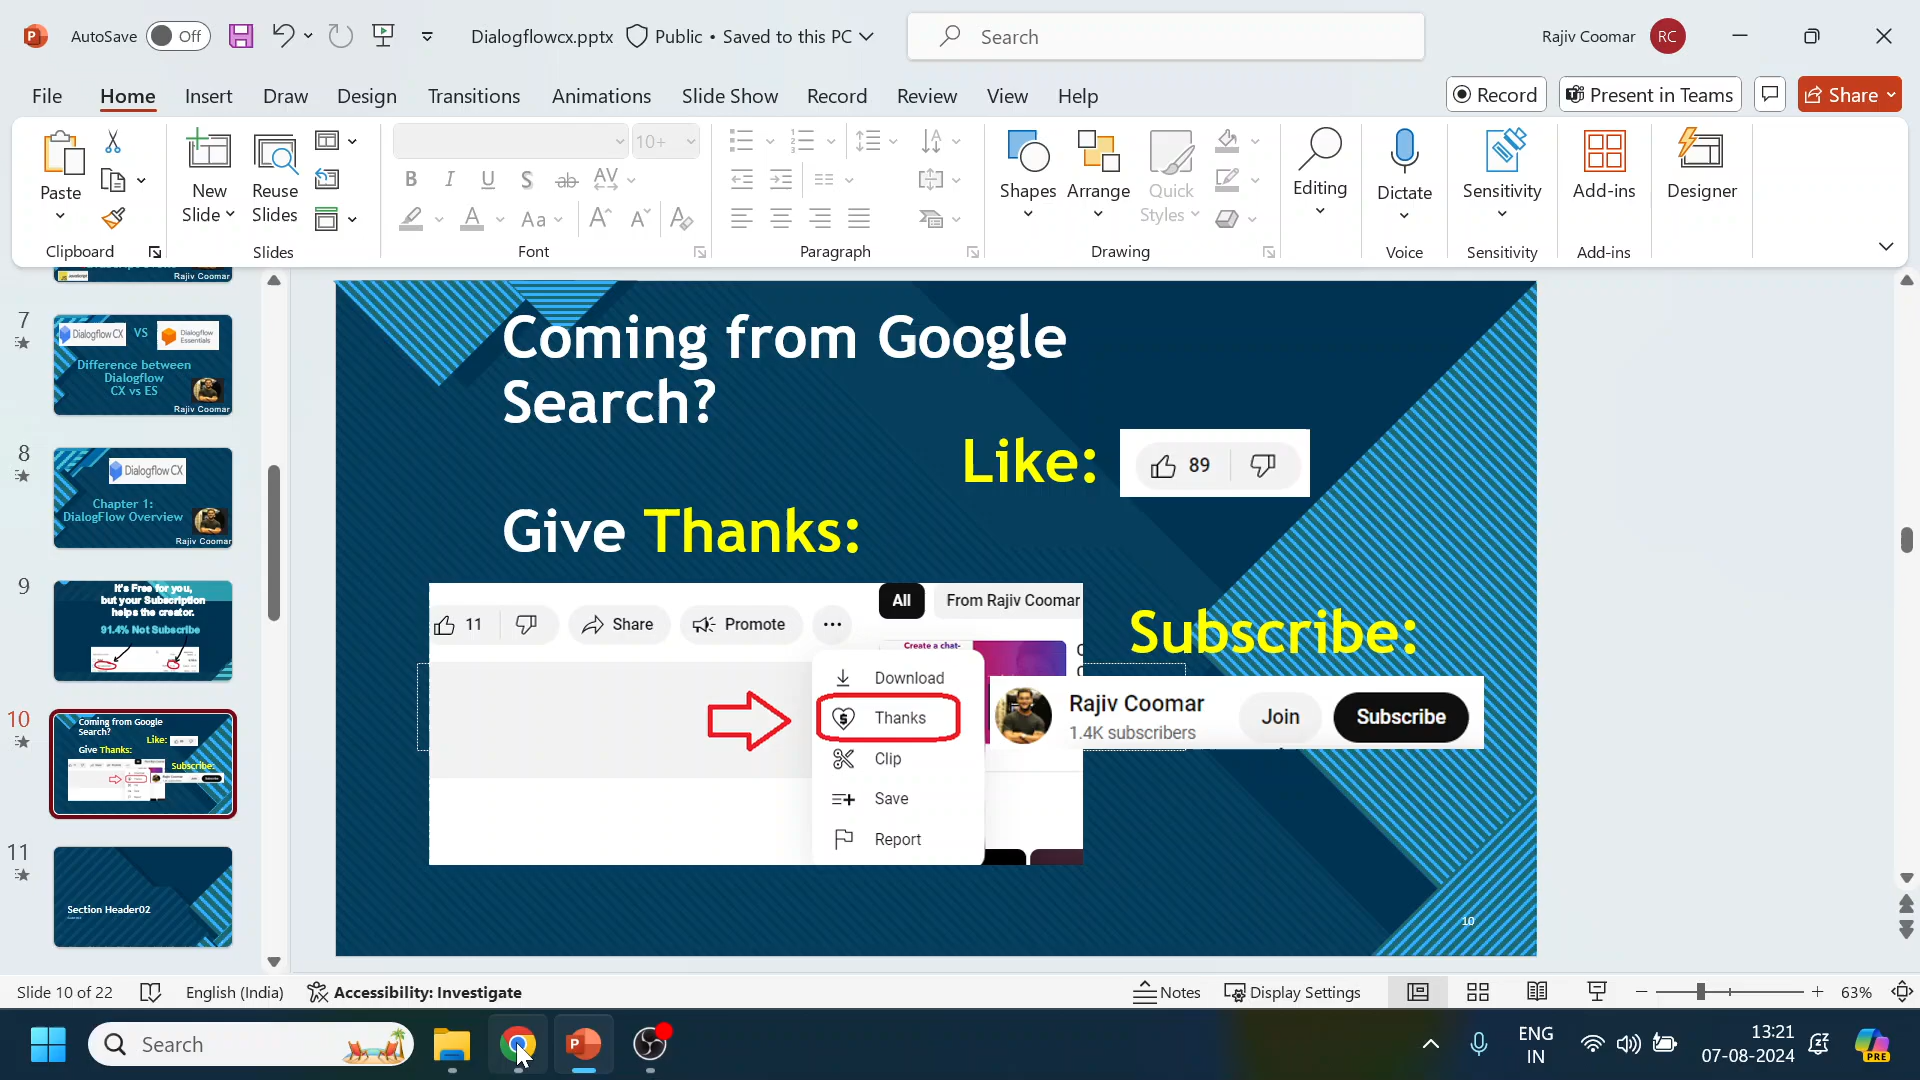 AutoSave Off Dialogflowcx.pptx Public • Saved to this PC Search Rajiv Coomar RC
File Home Insert Draw Design Transitions Animations Slide Show Record Review View Help Record Present in Teams Share
Paste New Slide Reuse Slides 10+ Shapes Arrange Quick Styles Editing Dictate Sensitivity Add-ins Designer
Clipboard Slides Font Paragraph Drawing Voice Sensitivity Add-ins
Rajiv Coomar
7
Dialogflow CX VS Dialogflow Essentials
Difference between
Dialogflow
CX vs ES
Rajiv Coomar
8
Dialogflow CX
Chapter 1:
DialogFlow Overview
Rajiv Coomar
9
It's Free for you,
but your Subscription
helps the creator.
91.4% Not Subscribe
10
Coming from Google
Search?
Like:
Give Thanks:
Subscribe:
11
Section Header02
Coming from Google
Search?
Like: 89
Give Thanks:
All From Rajiv Coomar
11 Share Promote ...
Create a chat-
Download
Thanks
Clip
Save
Report
Subscribe:
Rajiv Coomar
1.4K subscribers
Join Subscribe
10
Slide 10 of 22 English (India) Accessibility: Investigate Notes Display Settings 63%
Search ENG IN 13:21 07-08-2024 PRE